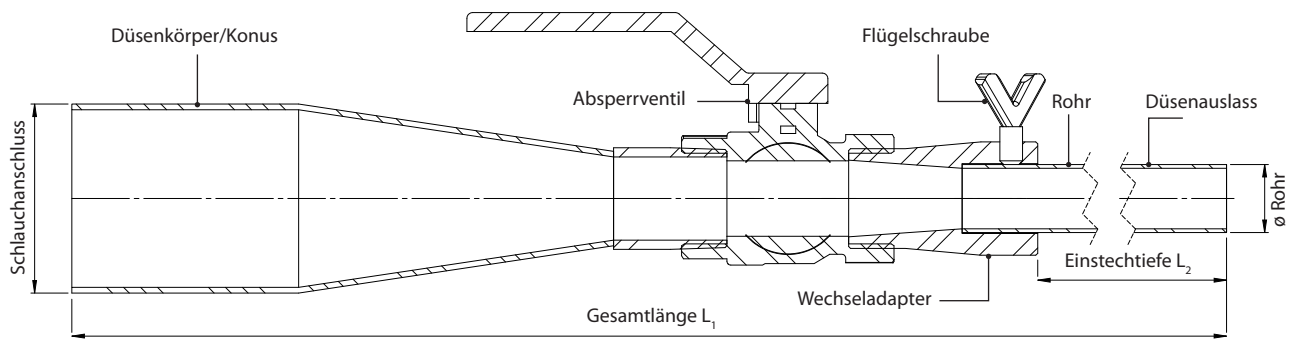 Düsenkörper/Konus
Flügelschraube
Absperrventil
Rohr
Düsenauslass
Schlauchanschluss
ø Rohr
Einstechtiefe L₂
Wechseladapter
Gesamtlänge L₁